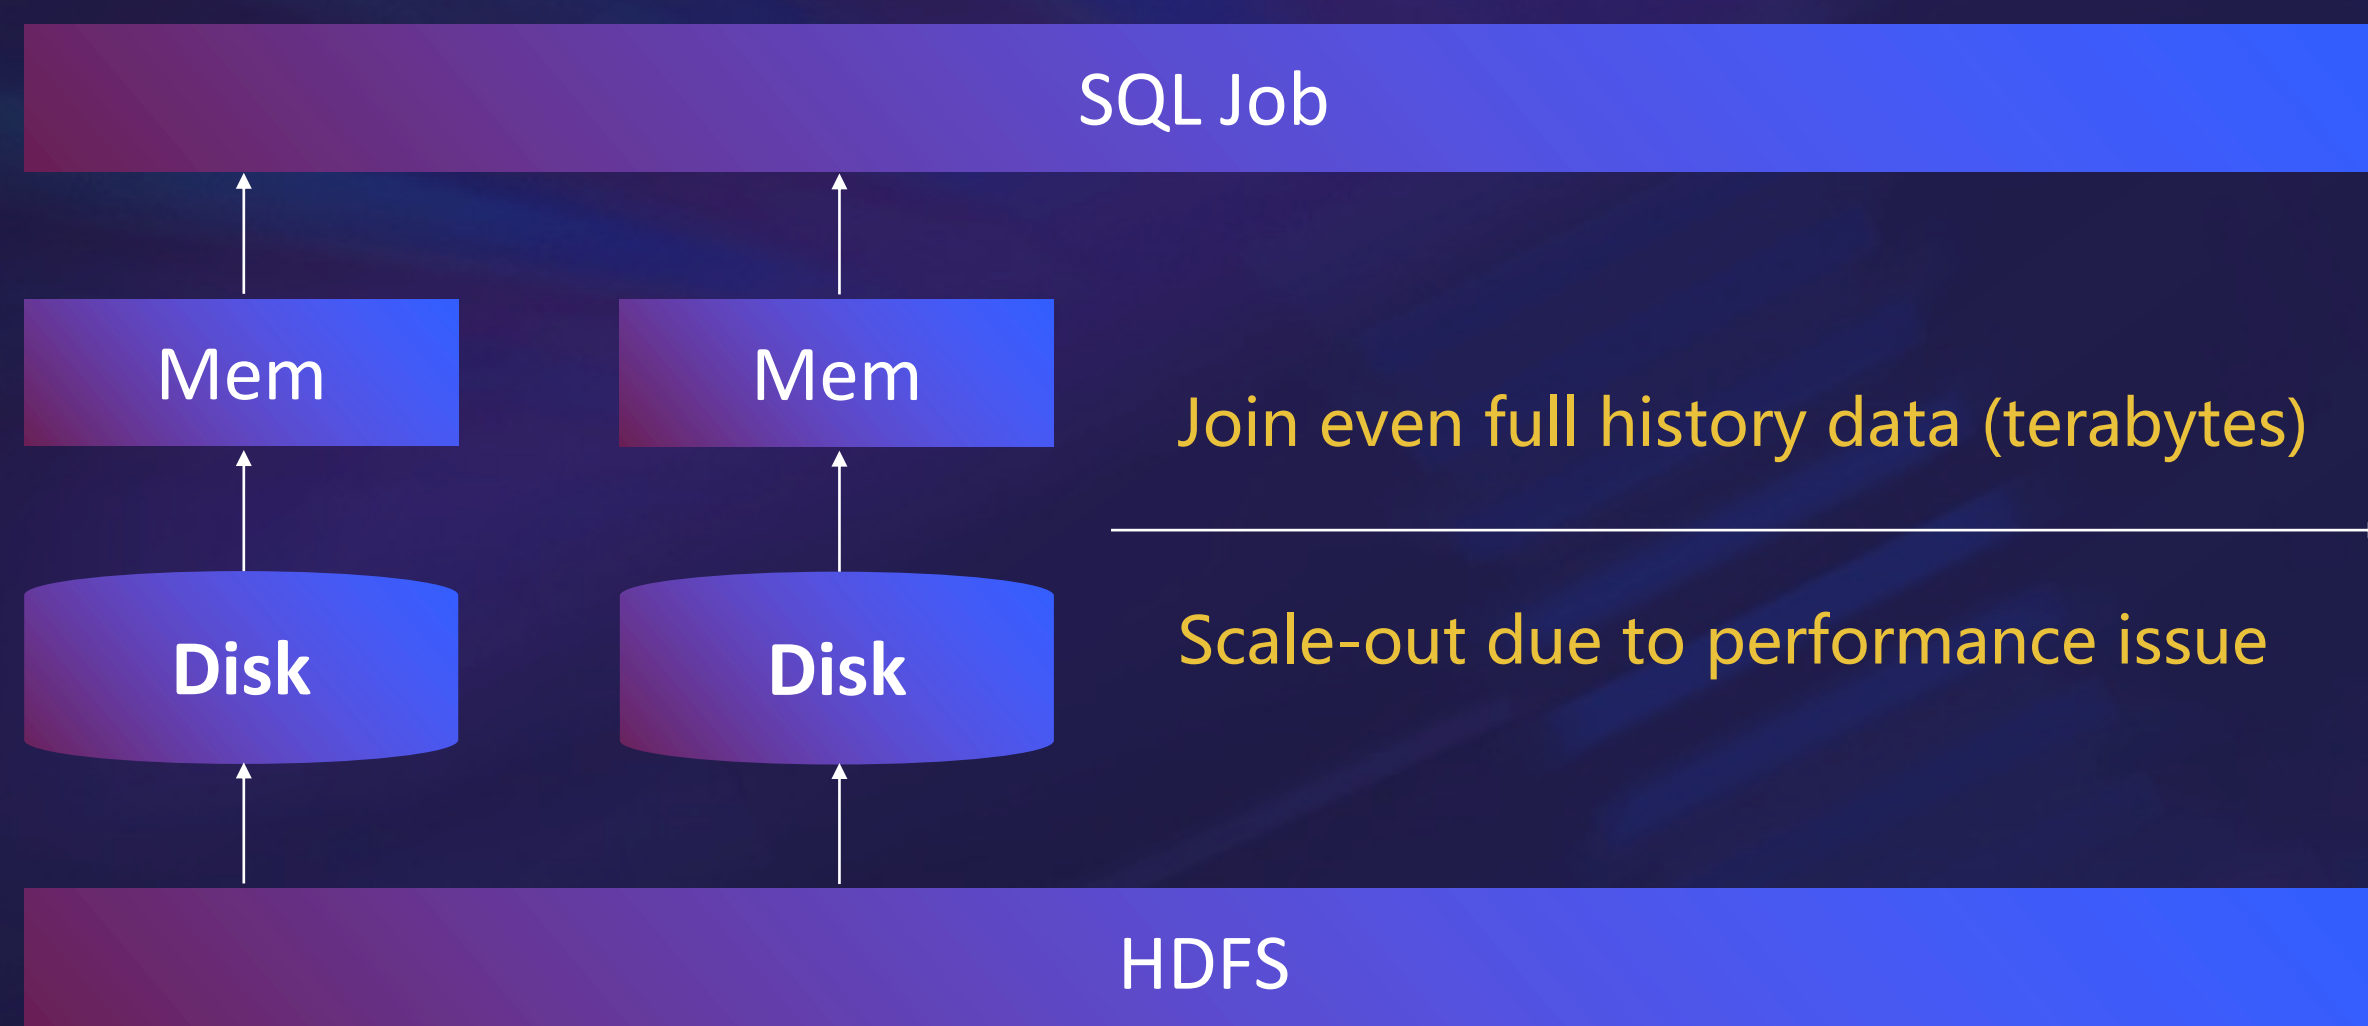 SQL Job
Mem
Mem
Join even full history data (terabytes)
Disk
Disk
Scale-out due to performance issue
HDFS